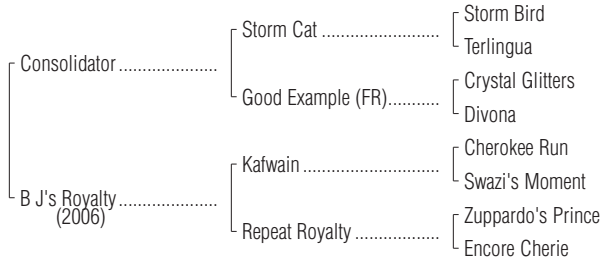 Storm Bird
Storm Cat ........................
Terlingua
Consolidator ....................
Crystal Glitters
Good Example (FR)...........
Divona
Cherokee Run
Kafwain ............................
Swazi's Moment
B J's Royalty ....................
(2006)
Zuppardo's Prince
Repeat Royalty .................
Encore Cherie